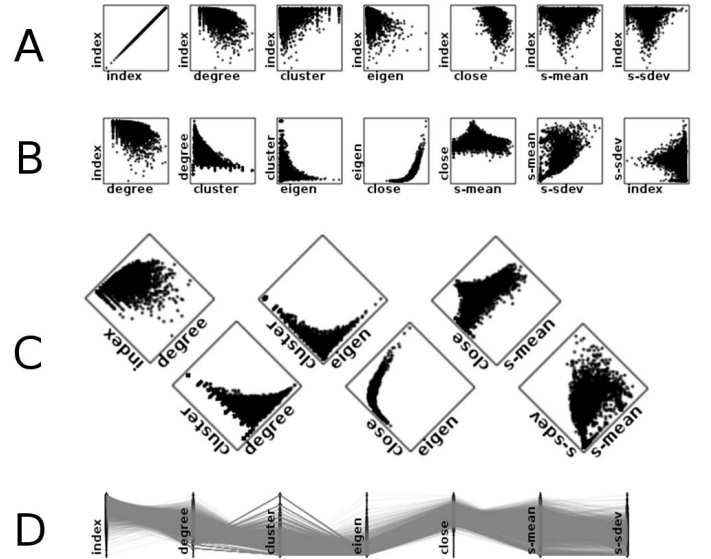 A
index index
index degree
index cluster
index eigen
index close
index s-mean
index s-sdev
B
index degree
degree cluster
cluster eigen
eigen close
close s-mean
s-mean s-sdev
s-sdev index
C
index degree
cluster eigen
close s-mean
cluster degree
close eigen
s-sdev s-mean
D
index degree cluster eigen close s-mean s-sdev